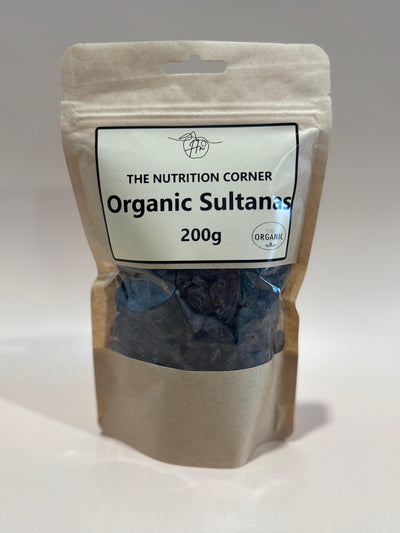 THE NUTRITION CORNER
Organic Sultanas
200g
ORGANIC